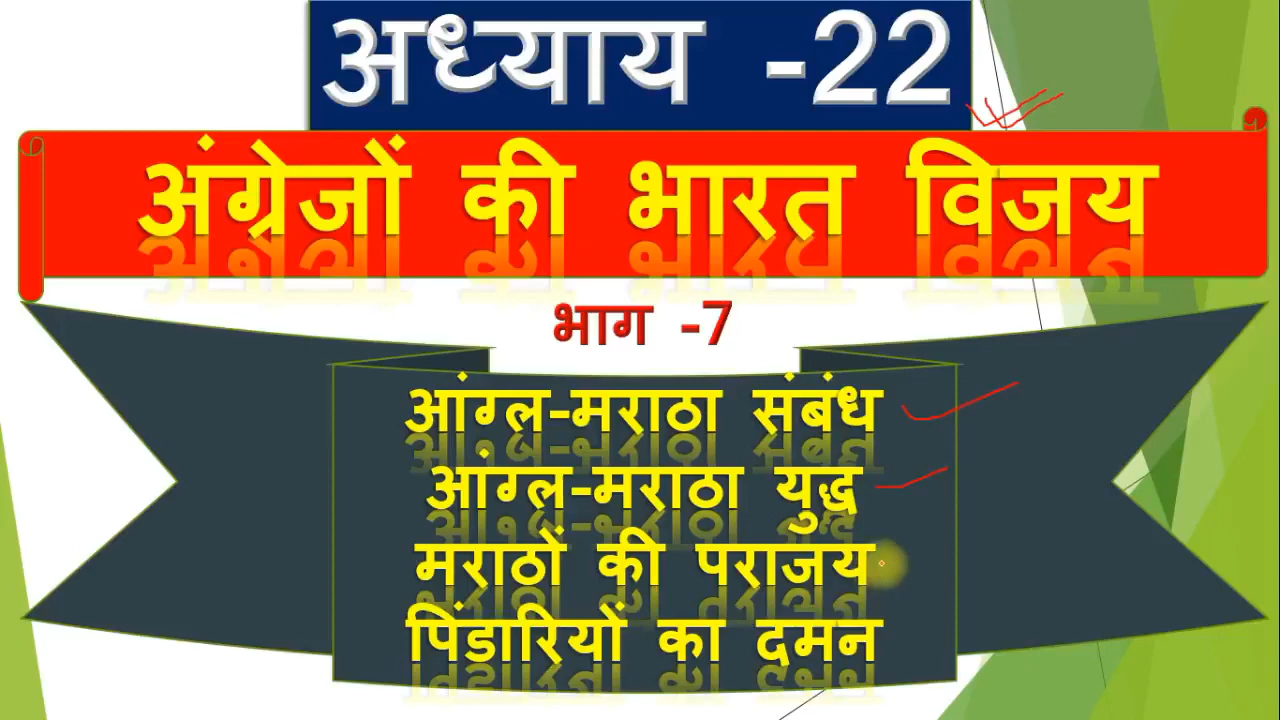 अध्याय -22
अंग्रेजों की भारत विजय
भाग -7
आंग्ल-मराठा संबंध
आंग्ल-मराठा युद्ध
मराठों की पराजय
पिंडारियों का दमन